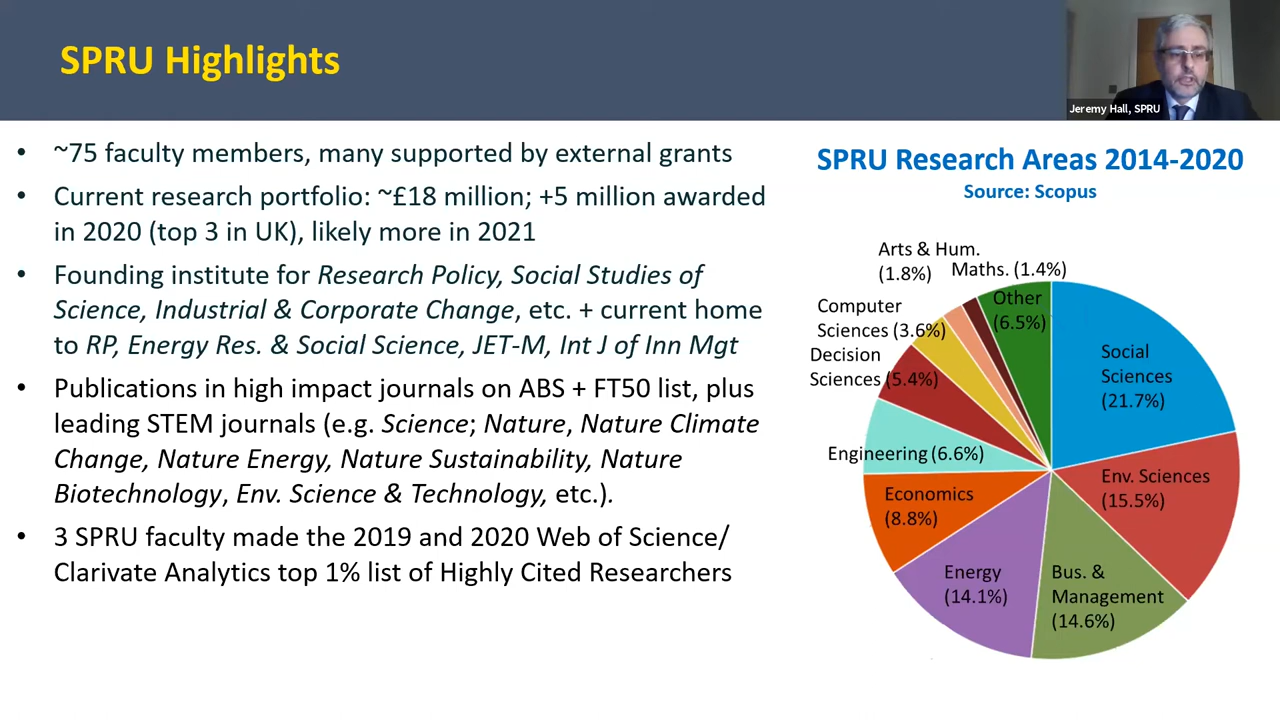 SPRU Highlights
Jeremy Hall, SPRU
• ~75 faculty members, many supported by external grants
• Current research portfolio: ~£18 million; +5 million awarded
in 2020 (top 3 in UK), likely more in 2021
• Founding institute for Research Policy, Social Studies of
Science, Industrial & Corporate Change, etc. + current home
to RP, Energy Res. & Social Science, JET-M, Int J of Inn Mgt
• Publications in high impact journals on ABS + FT50 list, plus
leading STEM journals (e.g. Science; Nature, Nature Climate
Change, Nature Energy, Nature Sustainability, Nature
Biotechnology, Env. Science & Technology, etc.).
• 3 SPRU faculty made the 2019 and 2020 Web of Science/
Clarivate Analytics top 1% list of Highly Cited Researchers
SPRU Research Areas 2014-2020
Source: Scopus
Arts & Hum.
(1.8%)
Maths. (1.4%)
Other
(6.5%)
Computer
Sciences (3.6%)
Decision
Sciences (5.4%)
Engineering (6.6%)
Economics
(8.8%)
Energy
(14.1%)
Bus. &
Management
(14.6%)
Env. Sciences
(15.5%)
Social
Sciences
(21.7%)